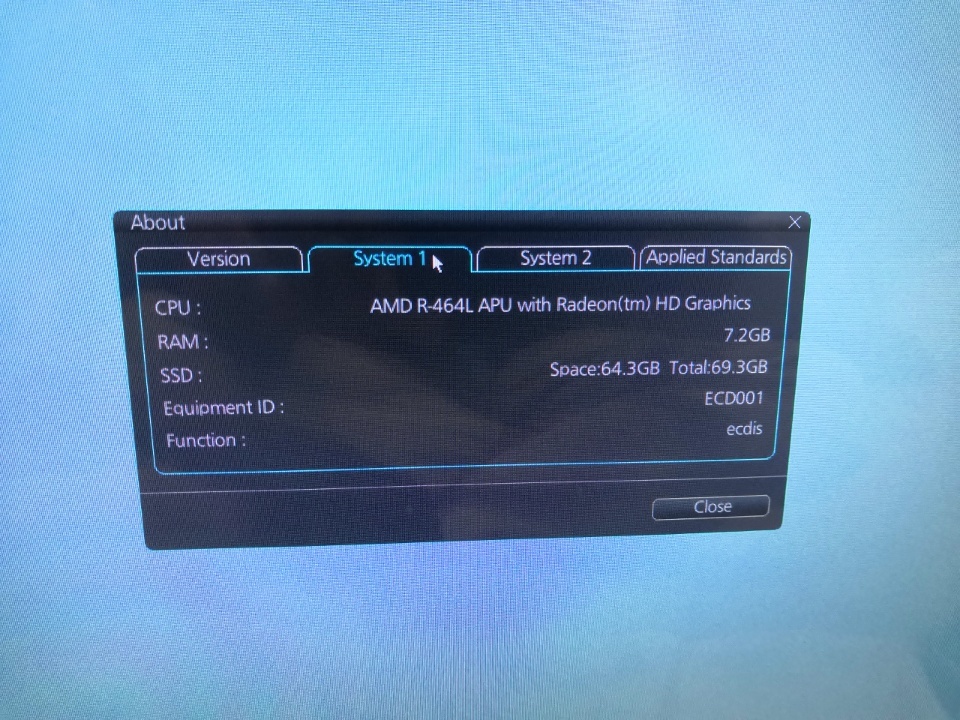 About
Version System 1 System 2 Applied Standards
CPU : AMD R-464L APU with Radeon(tm) HD Graphics
RAM : 7.2GB
SSD : Space:64.3GB Total:69.3GB
Equipment ID : ECD001
Function : ecdis
Close